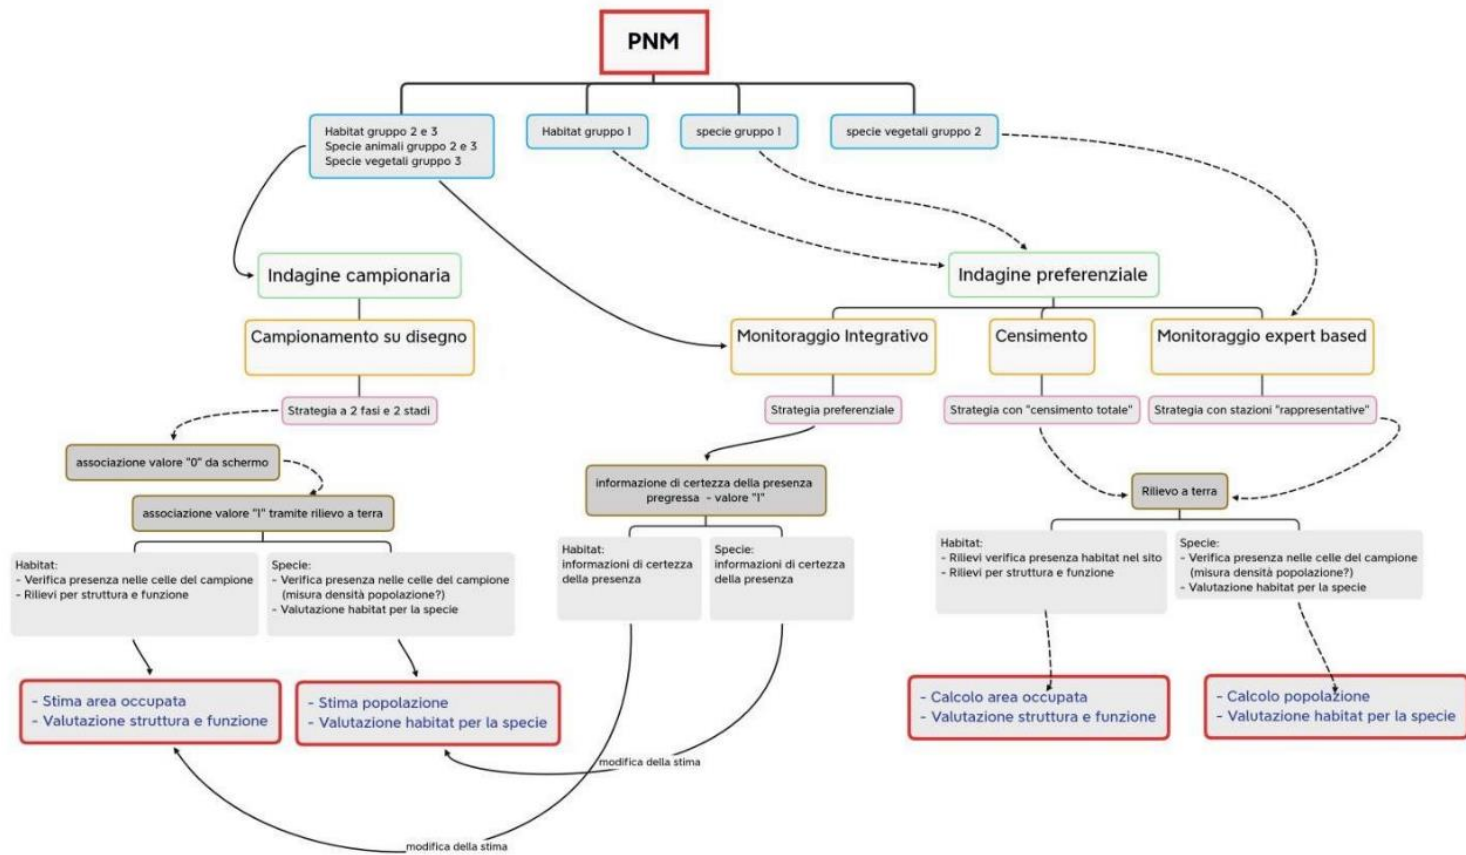 PNM
Habitat gruppo 2 e 3
Specie animali gruppo 2 e 3
Specie vegetali gruppo 3
Habitat gruppo 1
specie gruppo 1
specie vegetali gruppo 2
Indagine campionaria
Indagine preferenziale
Campionamento su disegno
Monitoraggio Integrativo
Censimento
Monitoraggio expert based
Strategia a 2 fasi e 2 stadi
Strategia preferenziale
Strategia con "censimento totale"
Strategia con stazioni "rappresentative"
associazione valore "0" da schermo
associazione valore "1" tramite rilievo a terra
informazione di certezza della presenza
pregressa - valore "1"
Rilievo a terra
Habitat:
- Verifica presenza nelle celle del campione
- Rilievi per struttura e funzione
Specie:
- Verifica presenza nelle celle del campione
(misura densità popolazione?)
- Valutazione habitat per la specie
Habitat:
informazioni di certezza
della presenza
Specie:
informazioni di certezza
della presenza
Habitat:
- Rilievi verifica presenza habitat nel sito
- Rilievi per struttura e funzione
Specie:
- Verifica presenza nelle celle del campione
(misura densità popolazione?)
- Valutazione habitat per la specie
- Stima area occupata
- Valutazione struttura e funzione
- Stima popolazione
- Valutazione habitat per la specie
- Calcolo area occupata
- Valutazione struttura e funzione
- Calcolo popolazione
- Valutazione habitat per la specie
modifica della stima
modifica della stima